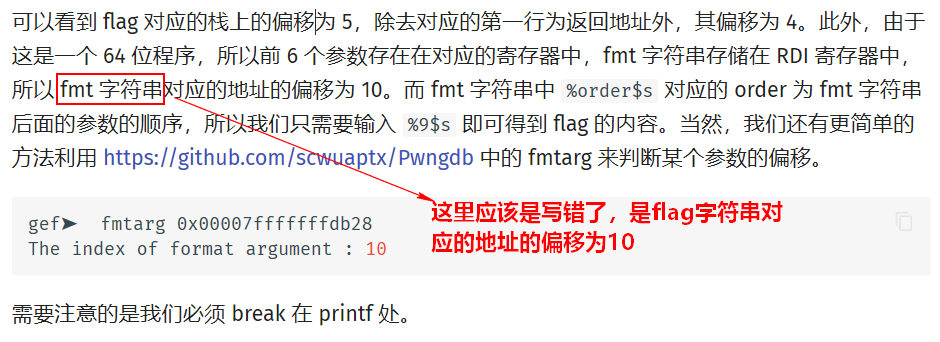 可以看到 flag 对应的栈上的偏移为 5，除去对应的第一行为返回地址外，其偏移为 4。此外，由于
这是一个 64 位程序，所以前 6 个参数存在在对应的寄存器中，fmt 字符串存储在 RDI 寄存器中，
所以 fmt 字符串对应的地址的偏移为 10。而 fmt 字符串中 %order$s 对应的 order 为 fmt 字符串
后面的参数的顺序，所以我们只需要输入 %9$s 即可得到 flag 的内容。当然，我们还有更简单的
方法利用 https://github.com/scwuaptx/Pwngdb 中的 fmtarg 来判断某个参数的偏移。
这里应该是写错了，是flag字符串对
应的地址的偏移为10
gef➤ fmtarg 0x00007fffffffdb28
The index of format argument : 10
需要注意的是我们必须 break 在 printf 处。